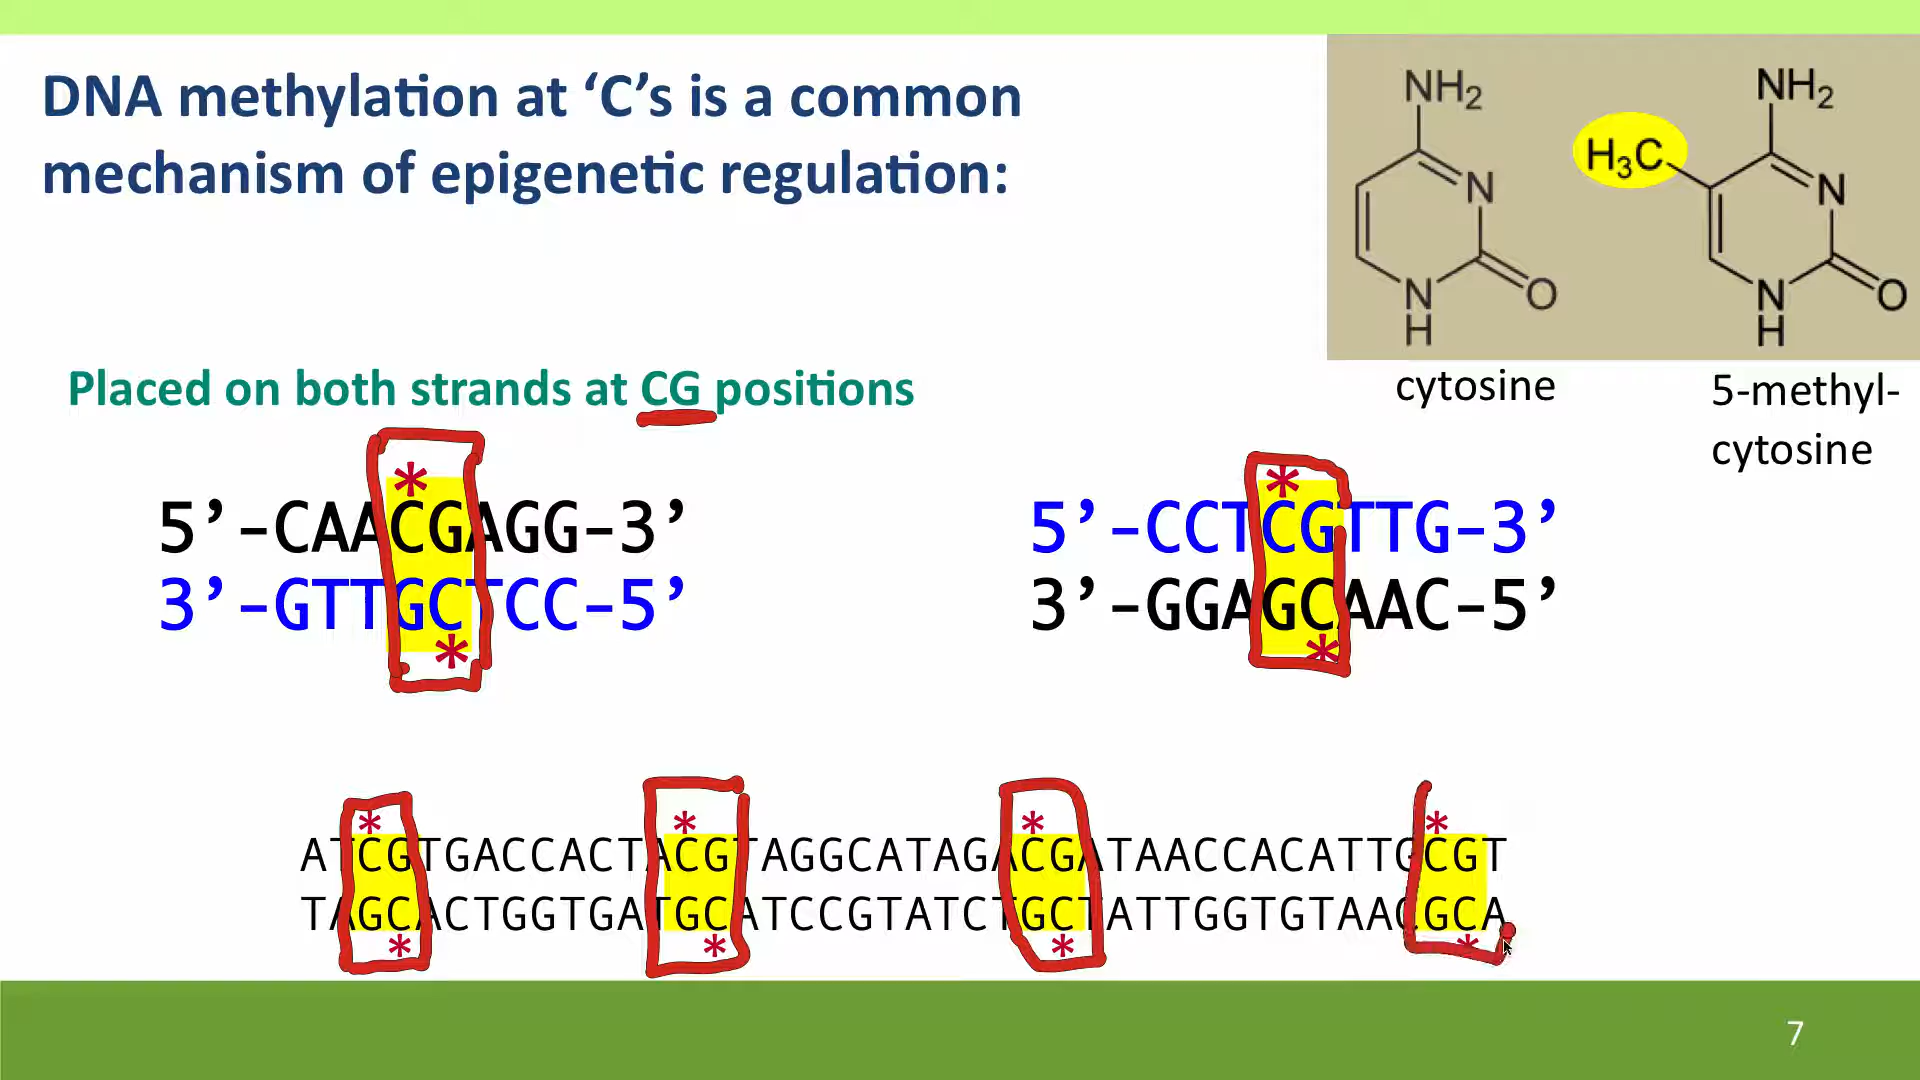 DNA methylation at ‘C’s is a common
mechanism of epigenetic regulation:
NH2
N
O
N
H
NH2
H3C
N
O
N
H
cytosine
5-methyl-
cytosine
Placed on both strands at CG positions
*
5’-CAACGAGG-3’
3’-GTTGCTCC-5’
*
*
5’-CCTCGTTG-3’
3’-GGAGCAAC-5’
*
* * * *
ATCGTGACCACTACGTAGGCATAGACGATAACCACATTGCGT
TAGCACTGGTGATGCATCCGTATCTGCTATTGGTGTAACGCA
* * * *
7